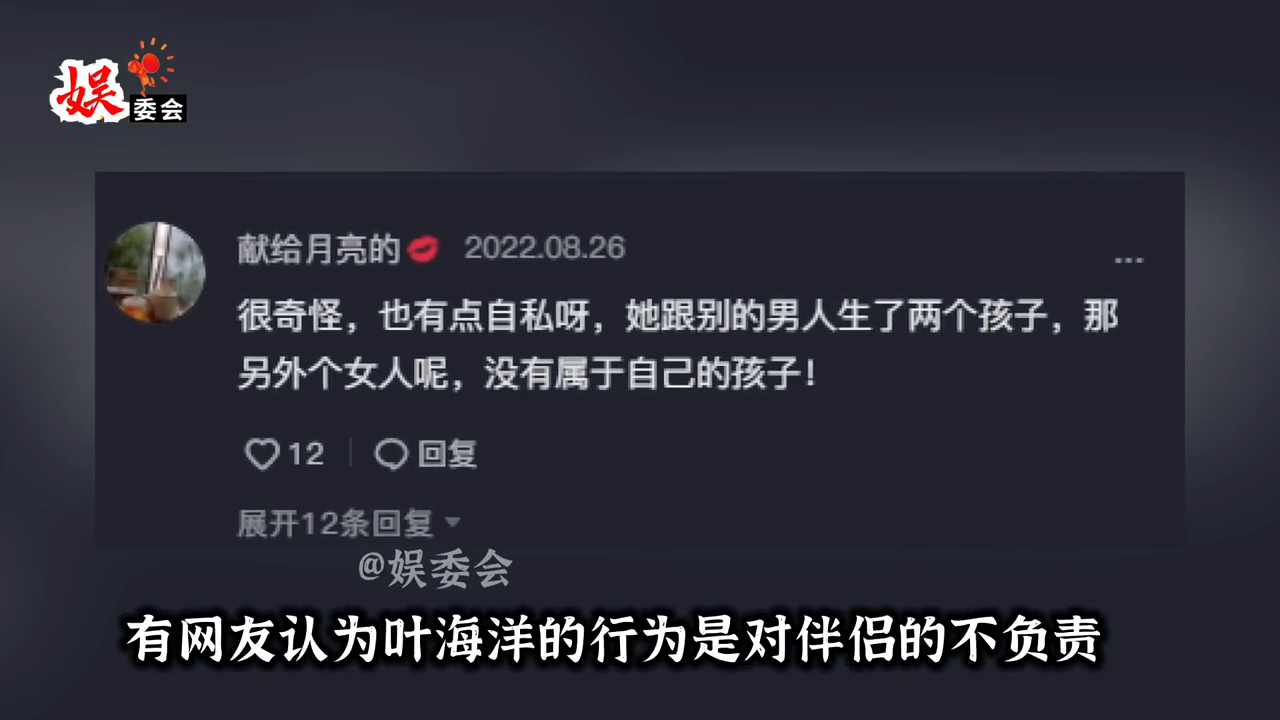 娱
委会
献给月亮的💋 2022.08.26
...
很奇怪，也有点自私呀，她跟别的男人生了两个孩子，那
另外个女人呢，没有属于自己的孩子！
12 回复
展开12条回复
@娱委会
有网友认为叶海洋的行为是对伴侣的不负责